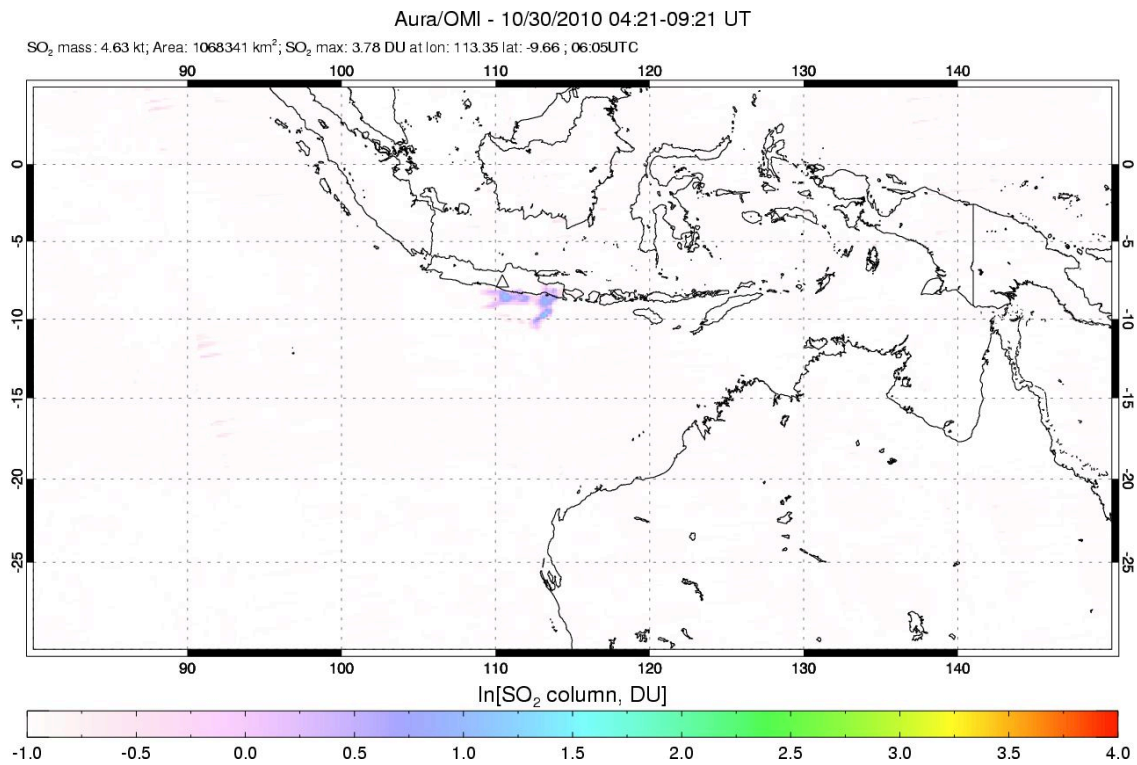 Aura/OMI - 10/30/2010 04:21-09:21 UT
SO₂ mass: 4.63 kt; Area: 1068341 km²; SO₂ max: 3.78 DU at lon: 113.35 lat: -9.66 ; 06:05UTC
90 100 110 120 130 140
0 0
-5 -5
-10 -10
-15 -15
-20 -20
-25 -25
90 100 110 120 130 140
ln[SO₂ column, DU]
-1.0 -0.5 0.0 0.5 1.0 1.5 2.0 2.5 3.0 3.5 4.0